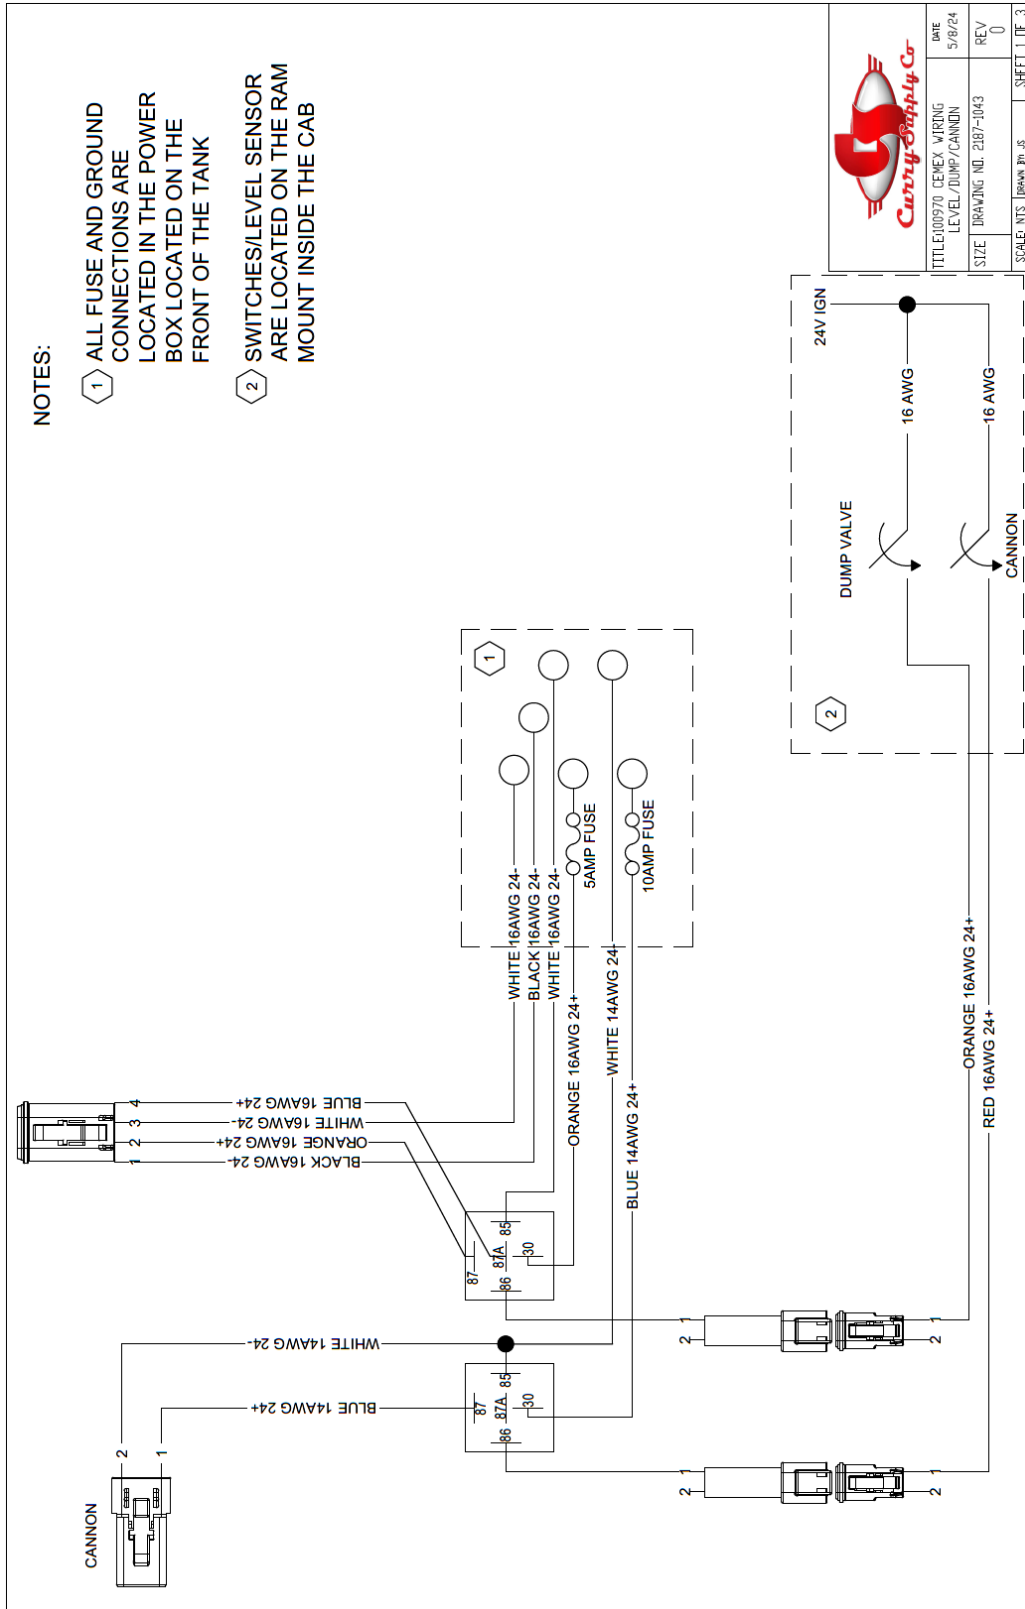 NOTES:
1
ALL FUSE AND GROUND
CONNECTIONS ARE
LOCATED IN THE POWER
BOX LOCATED ON THE
FRONT OF THE TANK
2
SWITCHES/LEVEL SENSOR
ARE LOCATED ON THE RAM
MOUNT INSIDE THE CAB
CANNON
2
1
WHITE 14AWG 24-
BLUE 14AWG 24+
4
3
2
1
BLUE 16AWG 24+
WHITE 16AWG 24-
ORANGE 16AWG 24+
BLACK 16AWG 24-
87
87A
86
85
30
87
87A
86
85
30
WHITE 16AWG 24-
BLACK 16AWG 24-
WHITE 16AWG 24-
ORANGE 16AWG 24+
WHITE 14AWG 24-
BLUE 14AWG 24+
1
5AMP FUSE
10AMP FUSE
2
1
2
1
2
1
2
1
ORANGE 16AWG 24+
RED 16AWG 24+
2
DUMP VALVE
CANNON
16 AWG
16 AWG
24V IGN
Curry Supply Co
TITLE:100970 CEMEX WIRING
LEVEL/DUMP/CANNON
DATE
5/8/24
SIZE
DRAWING NO. 2187-1043
REV
0
SCALE: NTS
DRAWN BY: JS
SHEET 1 OF 3